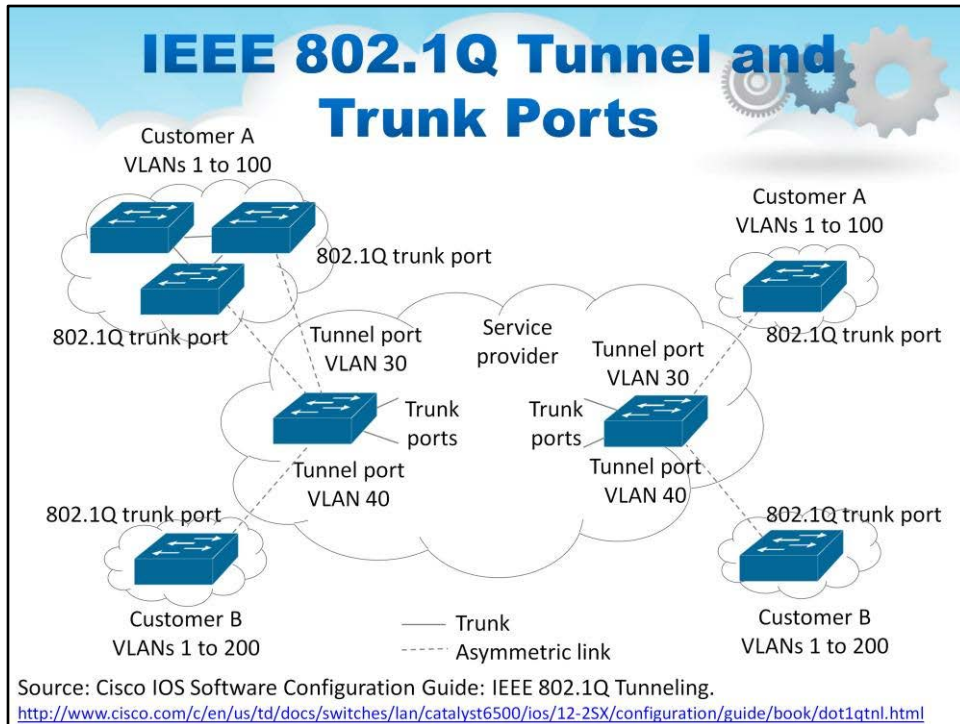 IEEE 802.1Q Tunnel and
Trunk Ports
Customer A
VLANs 1 to 100
802.1Q trunk port
802.1Q trunk port
Customer A
VLANs 1 to 100
802.1Q trunk port
Tunnel port
VLAN 30
Service
provider
Tunnel port
VLAN 30
Trunk
ports
Trunk
ports
Tunnel port
VLAN 40
Tunnel port
VLAN 40
802.1Q trunk port
802.1Q trunk port
Customer B
VLANs 1 to 200
Trunk
Asymmetric link
Customer B
VLANs 1 to 200
Source: Cisco IOS Software Configuration Guide: IEEE 802.1Q Tunneling.
http://www.cisco.com/c/en/us/td/docs/switches/lan/catalyst6500/ios/12-2SX/configuration/guide/book/dot1qtnl.html